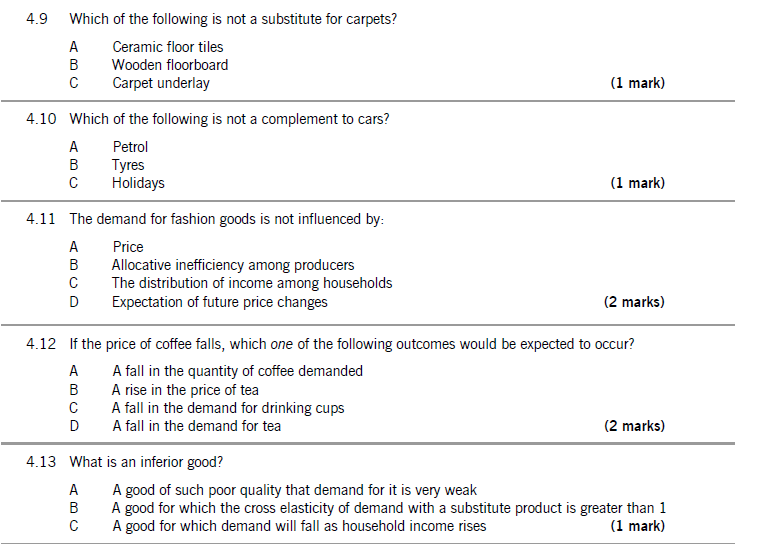 4.9 Which of the following is not a substitute for carpets?
A Ceramic floor tiles
B Wooden floorboard
C Carpet underlay (1 mark)
4.10 Which of the following is not a complement to cars?
A Petrol
B Tyres
C Holidays (1 mark)
4.11 The demand for fashion goods is not influenced by:
A Price
B Allocative inefficiency among producers
C The distribution of income among households
D Expectation of future price changes (2 marks)
4.12 If the price of coffee falls, which one of the following outcomes would be expected to occur?
A A fall in the quantity of coffee demanded
B A rise in the price of tea
C A fall in the demand for drinking cups
D A fall in the demand for tea (2 marks)
4.13 What is an inferior good?
A A good of such poor quality that demand for it is very weak
B A good for which the cross elasticity of demand with a substitute product is greater than 1
C A good for which demand will fall as household income rises (1 mark)